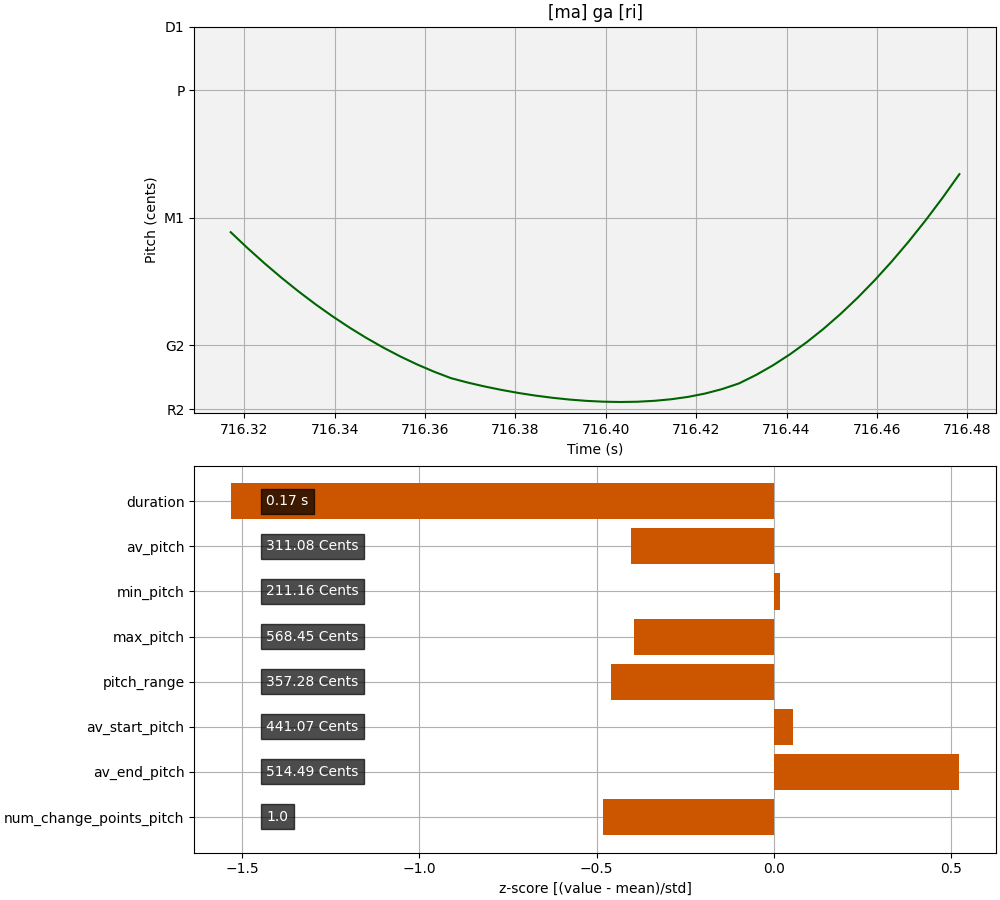 [ma] ga [ri]
D1
P
M1
G2
R2
Pitch (cents)
716.32 716.34 716.36 716.38 716.40 716.42 716.44 716.46 716.48
Time (s)
duration 0.17 s
av_pitch 311.08 Cents
min_pitch 211.16 Cents
max_pitch 568.45 Cents
pitch_range 357.28 Cents
av_start_pitch 441.07 Cents
av_end_pitch 514.49 Cents
num_change_points_pitch 1.0
−1.5 −1.0 −0.5 0.0 0.5
z-score [(value - mean)/std]